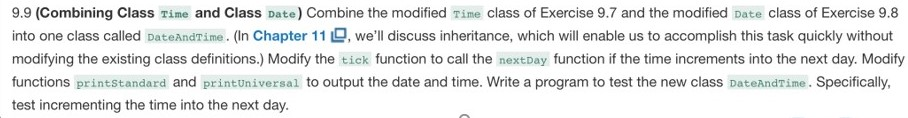 9.9 (Combining Class Time and Class Date) Combine the modified Time class of Exercise 9.7 and the modified Date class of Exercise 9.8
into one class called DateAndTime. (In Chapter 11, we'll discuss inheritance, which will enable us to accomplish this task quickly without
modifying the existing class definitions.) Modify the tick function to call the nextDay function if the time increments into the next day. Modify
functions printStandard and printUniversal to output the date and time. Write a program to test the new class DateAndTime. Specifically,
test incrementing the time into the next day.